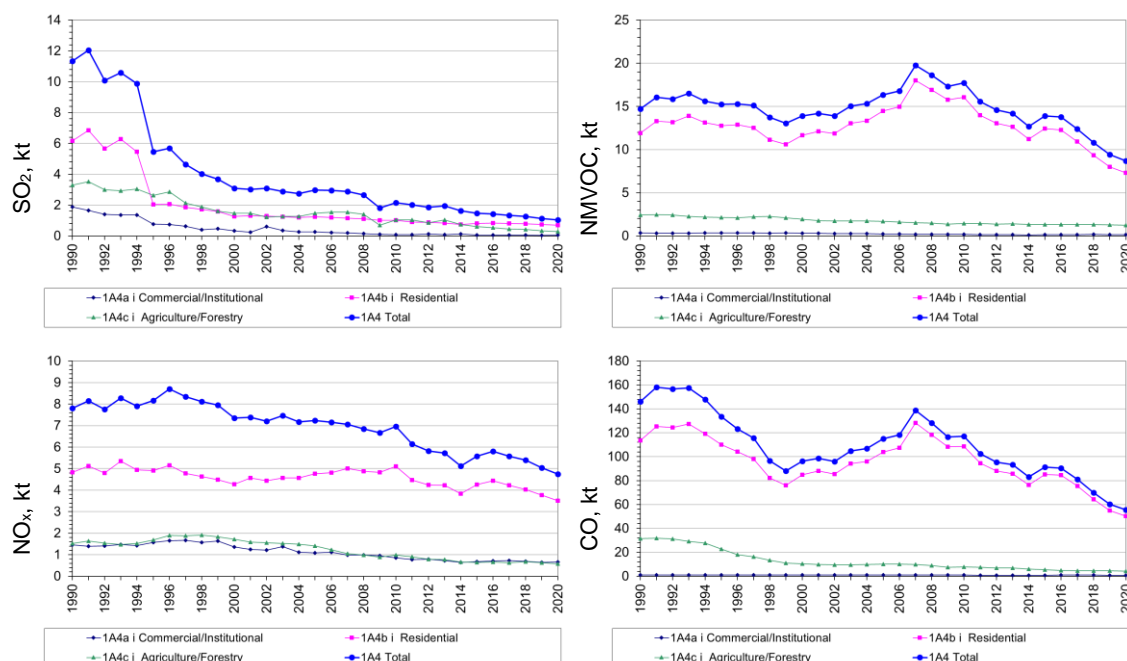 SO₂, kt
14
12
10
8
6
4
2
0
1990 1992 1994 1996 1998 2000 2002 2004 2006 2008 2010 2012 2014 2016 2018 2020
1A4a i Commercial/Institutional 1A4b i Residential
1A4c i Agriculture/Forestry 1A4 Total
NMVOC, kt
25
20
15
10
5
0
1990 1992 1994 1996 1998 2000 2002 2004 2006 2008 2010 2012 2014 2016 2018 2020
1A4a i Commercial/Institutional 1A4b i Residential
1A4c i Agriculture/Forestry 1A4 Total
NOₓ, kt
10
9
8
7
6
5
4
3
2
1
0
1990 1992 1994 1996 1998 2000 2002 2004 2006 2008 2010 2012 2014 2016 2018 2020
1A4a i Commercial/Institutional 1A4b i Residential
1A4c i Agriculture/Forestry 1A4 Total
CO, kt
180
160
140
120
100
80
60
40
20
0
1990 1992 1994 1996 1998 2000 2002 2004 2006 2008 2010 2012 2014 2016 2018 2020
1A4a i Commercial/Institutional 1A4b i Residential
1A4c i Agriculture/Forestry 1A4 Total